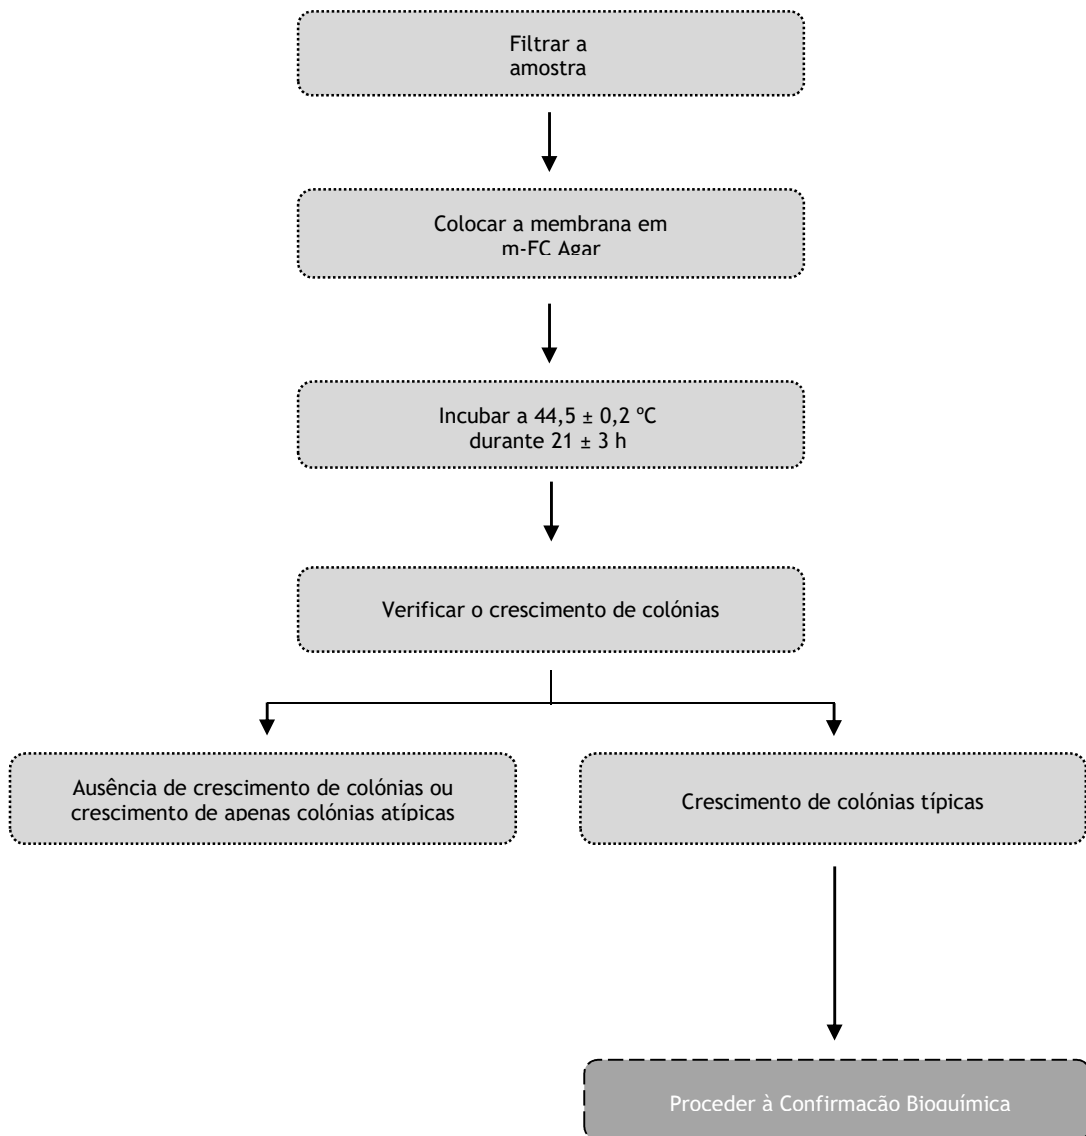 Filtrar a
amostra
Colocar a membrana em
m-FC Agar
Incubar a 44,5 ± 0,2 ºC
durante 21 ± 3 h
Verificar o crescimento de colónias
Ausência de crescimento de colónias ou
crescimento de apenas colónias atípicas
Crescimento de colónias típicas
Proceder à Confirmação Bioquímica